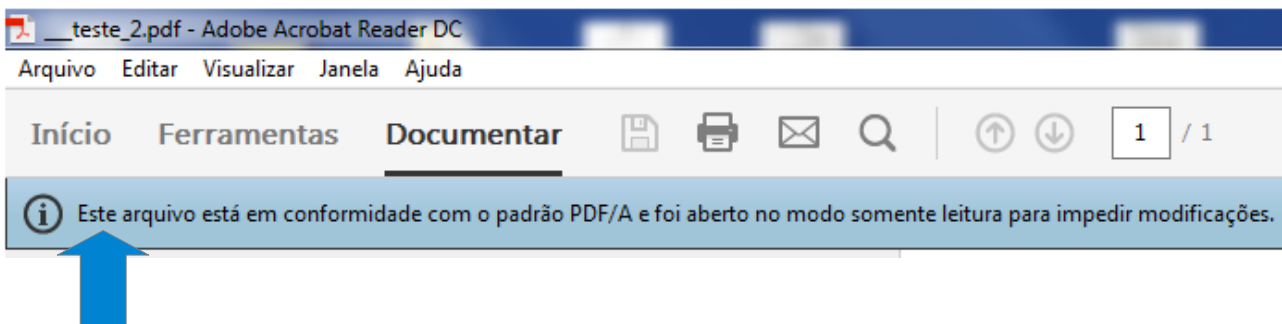 __teste_2.pdf - Adobe Acrobat Reader DC
Arquivo Editar Visualizar Janela Ajuda
Início Ferramentas Documentar 1 / 1
Este arquivo está em conformidade com o padrão PDF/A e foi aberto no modo somente leitura para impedir modificações.